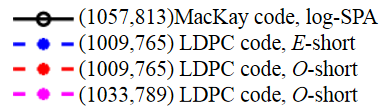 (1057,813)MacKay code, log-SPA
(1009,765) LDPC code, E-short
(1009,765) LDPC code, O-short
(1033,789) LDPC code, O-short